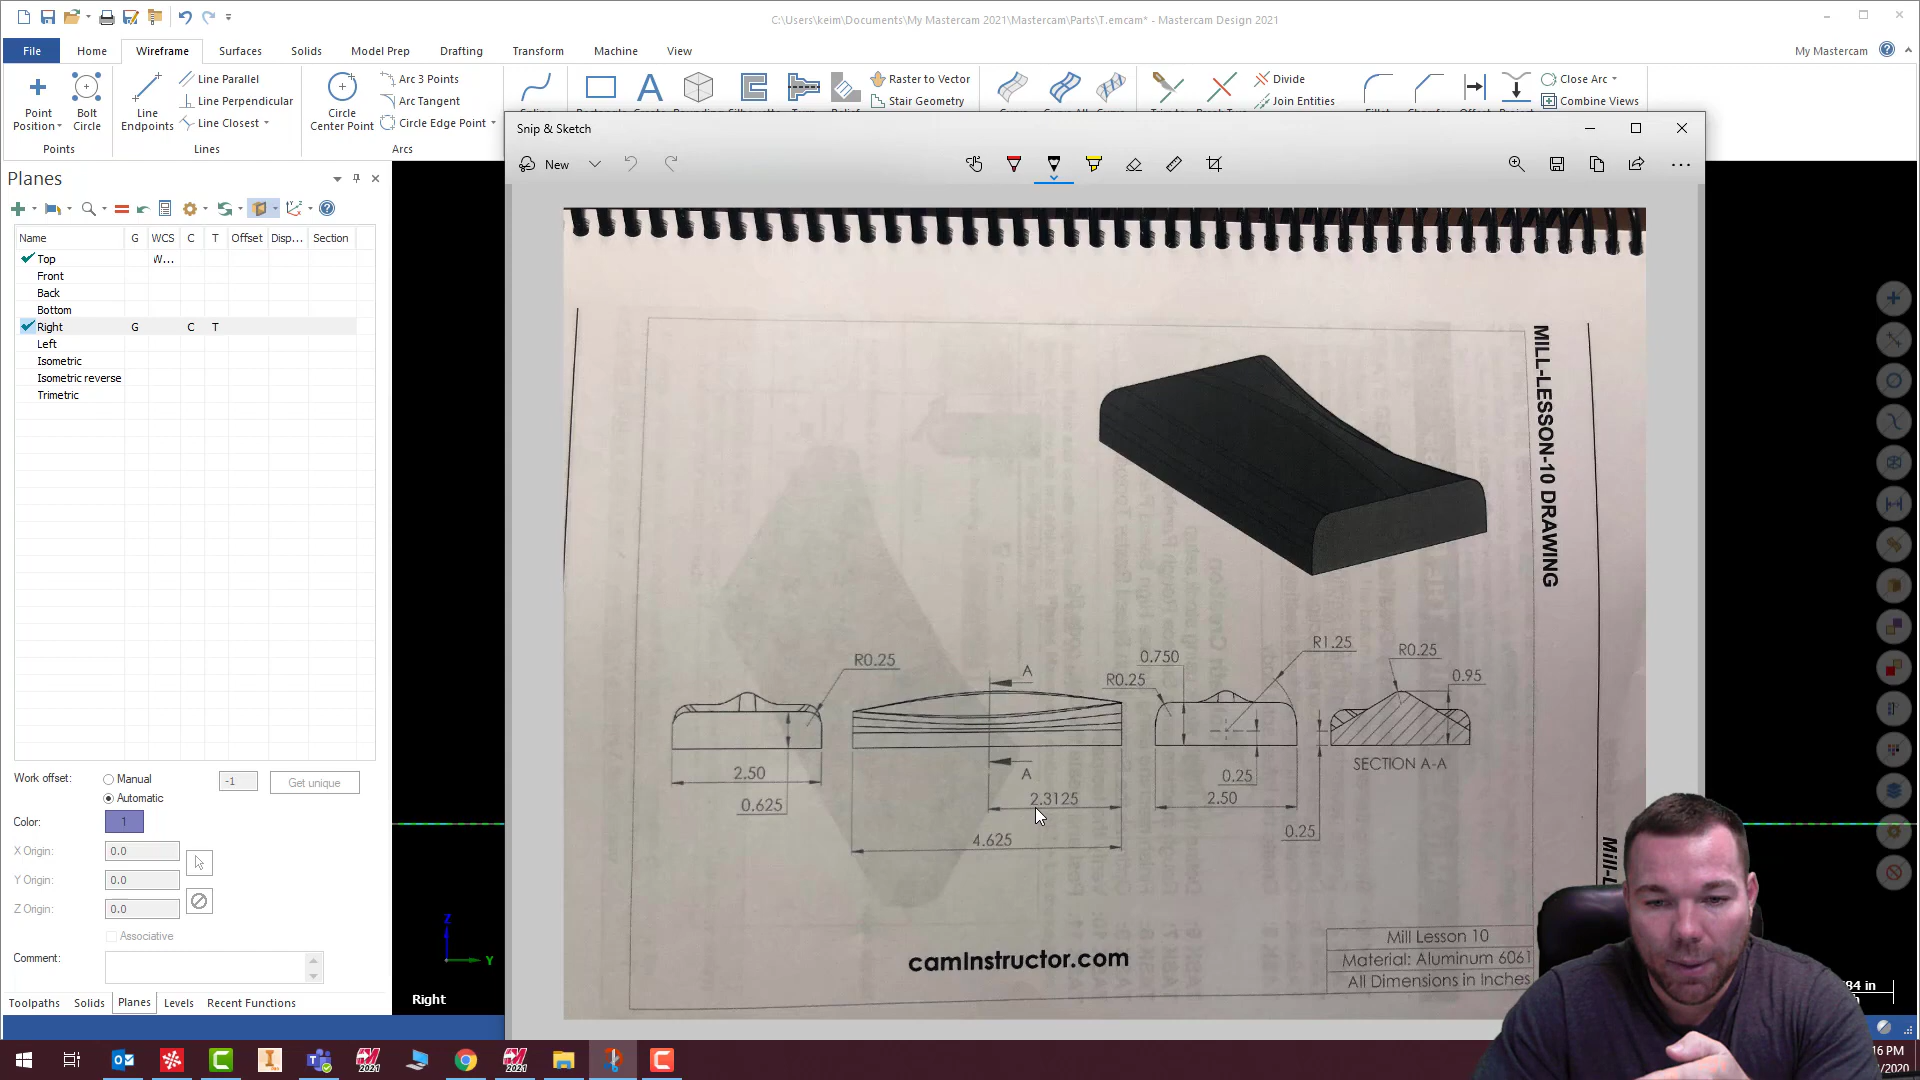 C:\Users\keim\Documents\My Mastercam 2021\Mastercam\Parts\T.emcam* - Mastercam Design 2021
File Home Wireframe Surfaces Solids Model Prep Drafting Transform Machine View My Mastercam
Point Position
Bolt Circle
Points
Line Endpoints
Line Parallel
Line Perpendicular
Line Closest
Lines
Circle Center Point
Arc 3 Points
Arc Tangent
Circle Edge Point
Arcs
Raster to Vector
Stair Geometry
Divide
Join Entities
Close Arc
Combine Views
Planes
Name G WCS C T Offset Disp... Section
Top W...
Front
Back
Bottom
Right G C T
Left
Isometric
Isometric reverse
Trimetric
Work offset: Manual -1 Get unique
Automatic
Color: 1
X Origin: 0.0
Y Origin: 0.0
Z Origin: 0.0
Associative
Comment:
Toolpaths Solids Planes Levels Recent Functions
Snip & Sketch
New
MILL-LESSON-10 DRAWING
R0.25
2.50
0.625
A
A
2.3125
4.625
0.750
R0.25
R1.25
0.25
2.50
0.25
R0.25
0.95
SECTION A-A
camInstructor.com
Mill Lesson 10
Material: Aluminum 6061
All Dimensions in Inches
Z
Y
Right
2021
2021